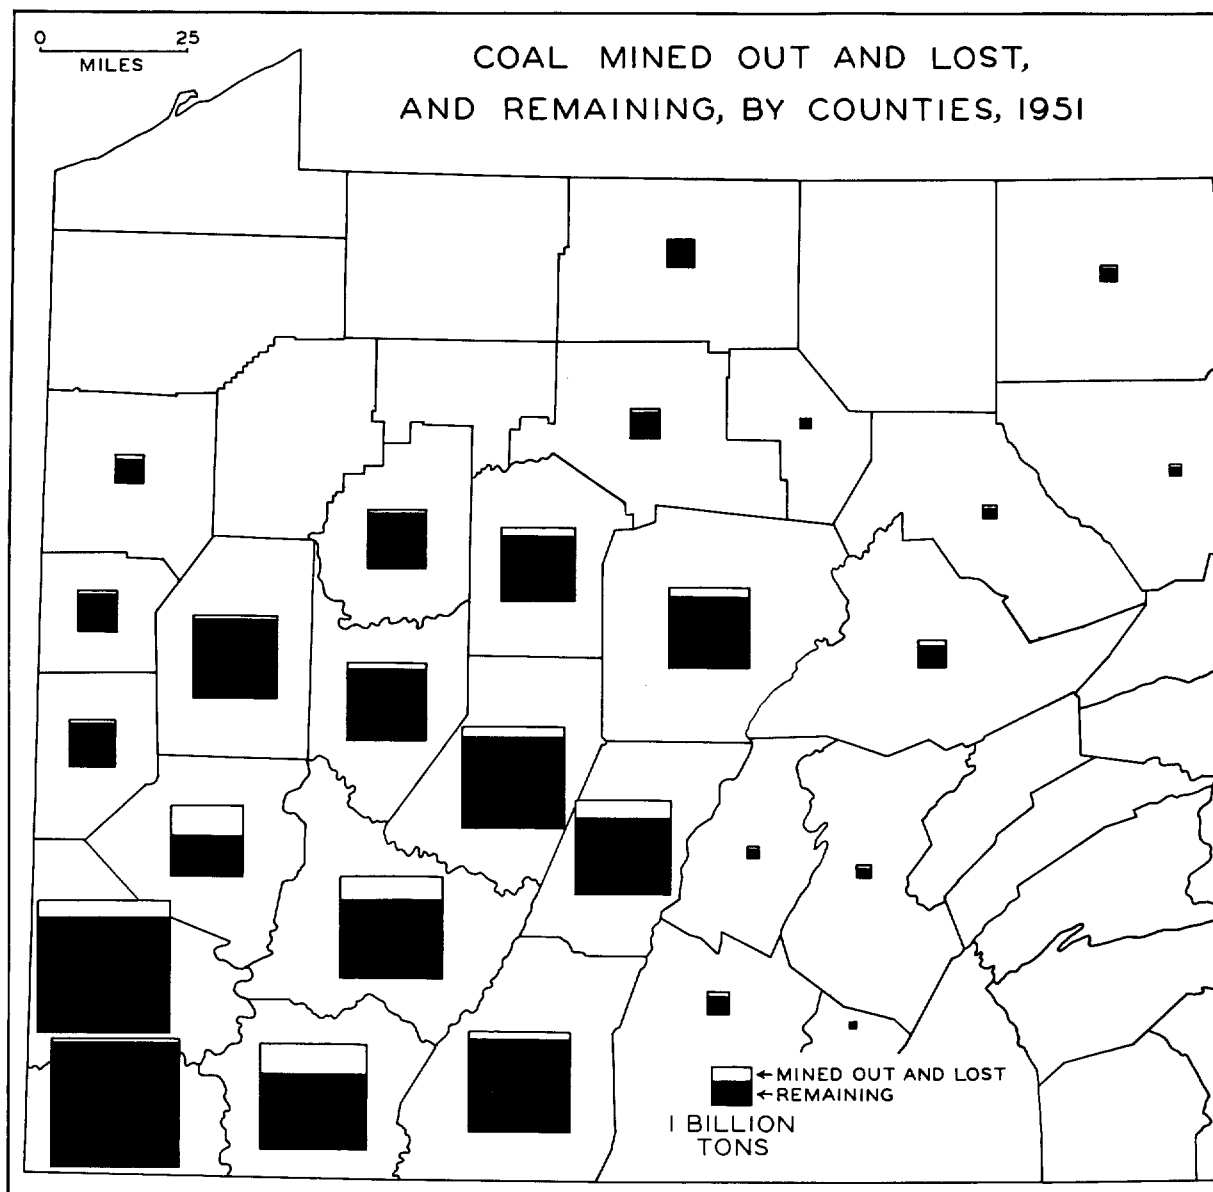 0 25
MILES
COAL MINED OUT AND LOST,
AND REMAINING, BY COUNTIES, 1951
←MINED OUT AND LOST
←REMAINING
1 BILLION
TONS